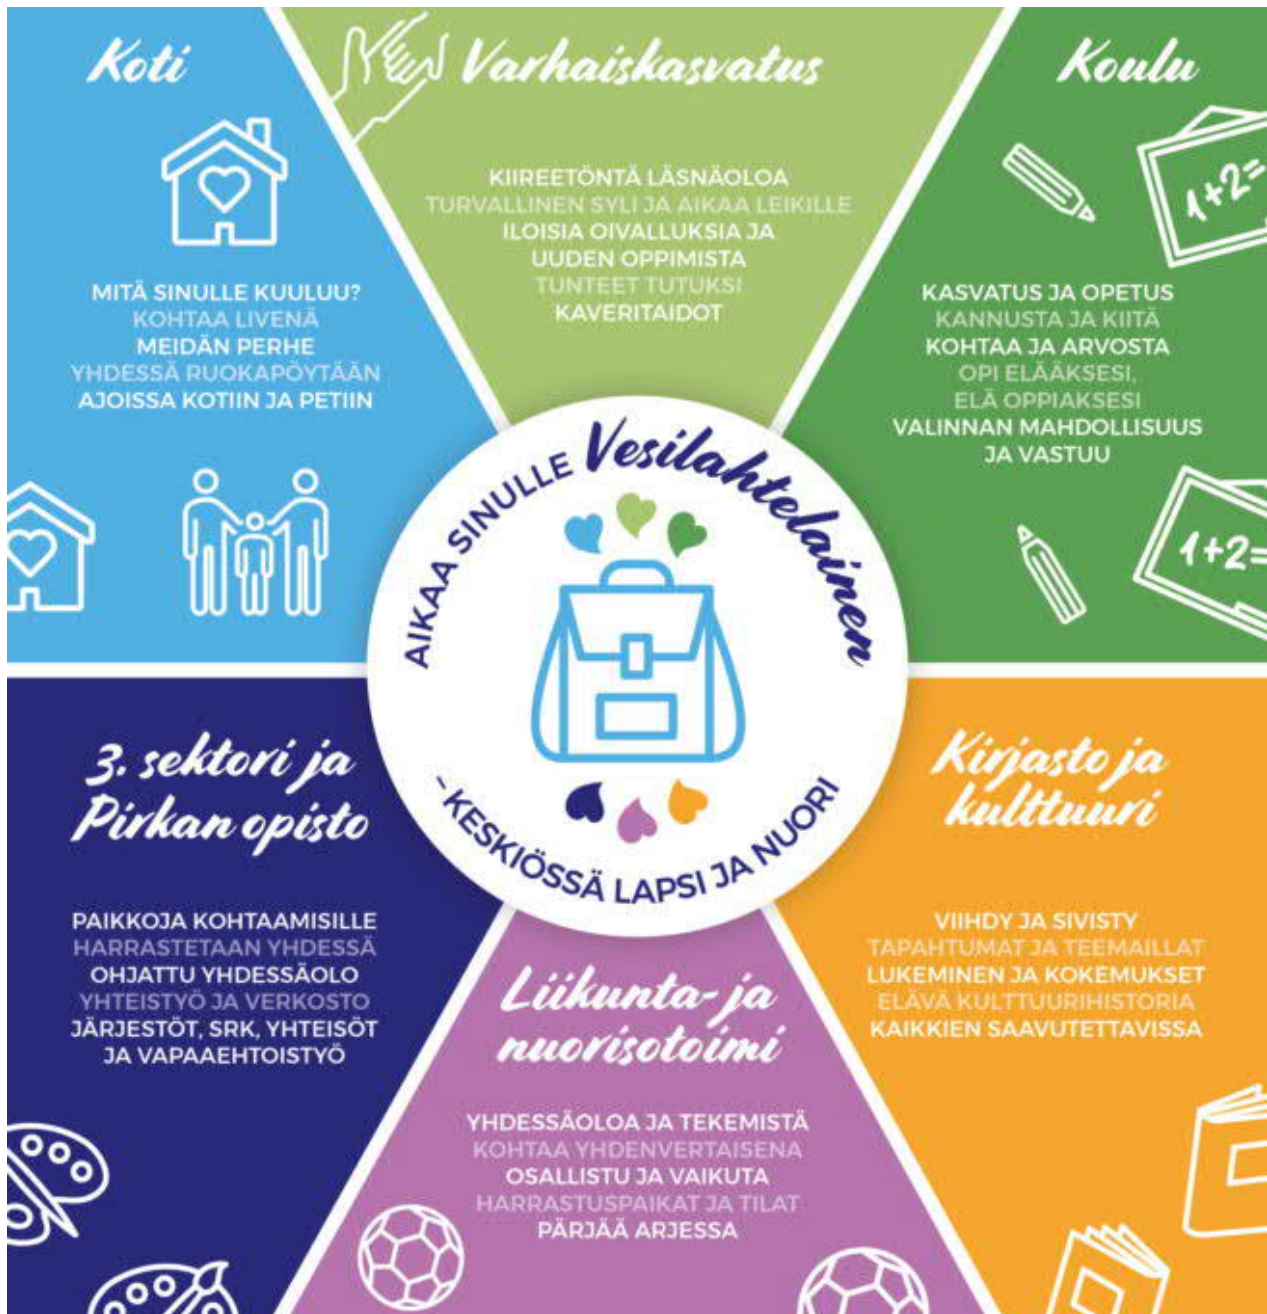 Koti
MITÄ SINULLE KUULUU?
KOHTAA LIVENÄ
MEIDÄN PERHE
YHDESSÄ RUOKAPÖYTÄÄN
AJOISSA KOTIIN JA PETIIN
Varhaiskasvatus
KIIREETÖNTÄ LÄSNÄOLOA
TURVALLINEN SYLI JA AIKAA LEIKILLE
ILOISIA OIVALLUKSIA JA
UUDEN OPPIMISTA
TUNTEET TUTUKSI
KAVERITAIDOT
Koulu
1+2=
KASVATUS JA OPETUS
KANNUSTA JA KIITÄ
KOHTAA JA ARVOSTA
OPI ELÄÄKSESI,
ELÄ OPPIAKSESI
VALINNAN MAHDOLLISUUS
JA VASTUU
1+2=
AIKAA SINULLE Vesilahtelainen
- KESKIÖSSÄ LAPSI JA NUORI
3. sektori ja
Pirkan opisto
PAIKKOJA KOHTAAMISILLE
HARRASTETAAN YHDESSÄ
OHJATTU YHDESSÄOLO
YHTEISTYÖ JA VERKOSTO
JÄRJESTÖT, SRK, YHTEISÖT
JA VAPAAEHTOISTYÖ
Liikunta- ja
nuorisotoimi
YHDESSÄOLOA JA TEKEMISTÄ
KOHTAA YHDENVERTAISENA
OSALLISTU JA VAIKUTA
HARRASTUSPAIKAT JA TILAT
PÄRJÄÄ ARJESSA
Kirjasto ja
kulttuuri
VIIHDY JA SIVISTY
TAPAHTUMAT JA TEEMAILLAT
LUKEMINEN JA KOKEMUKSET
ELÄVÄ KULTTUURIHISTORIA
KAIKKIEN SAAVUTETTAVISSA